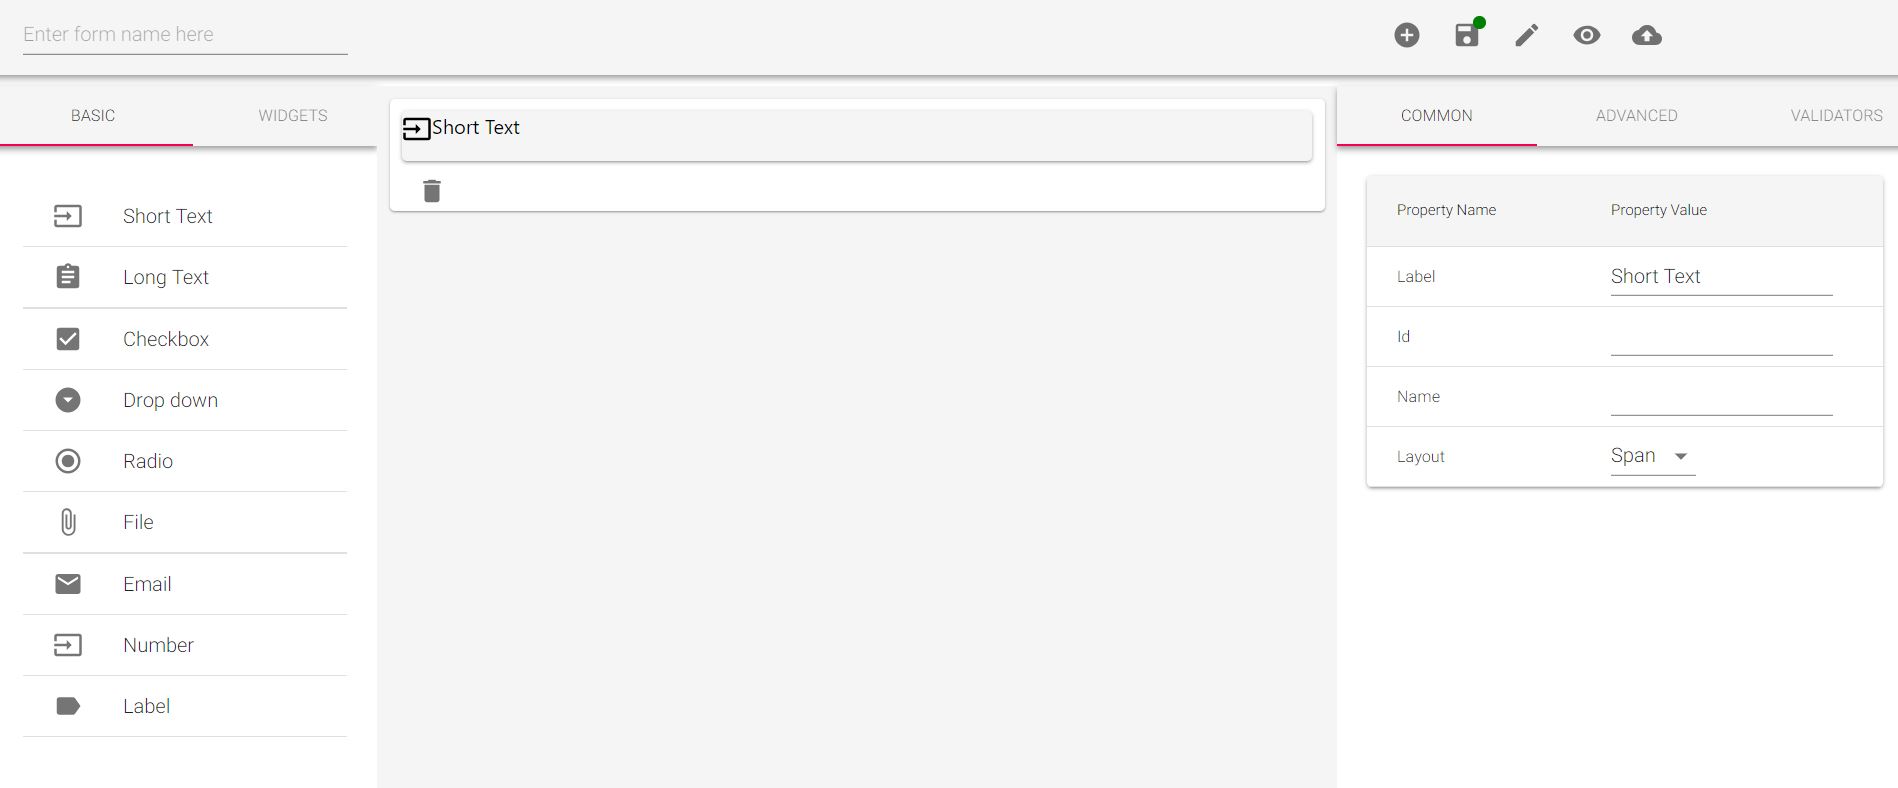 Enter form name here
BASIC
WIDGETS
Short Text
Long Text
Checkbox
Drop down
Radio
File
Email
Number
Label
Short Text
COMMON
ADVANCED
VALIDATORS
Property Name Property Value
Label Short Text
Id
Name
Layout Span